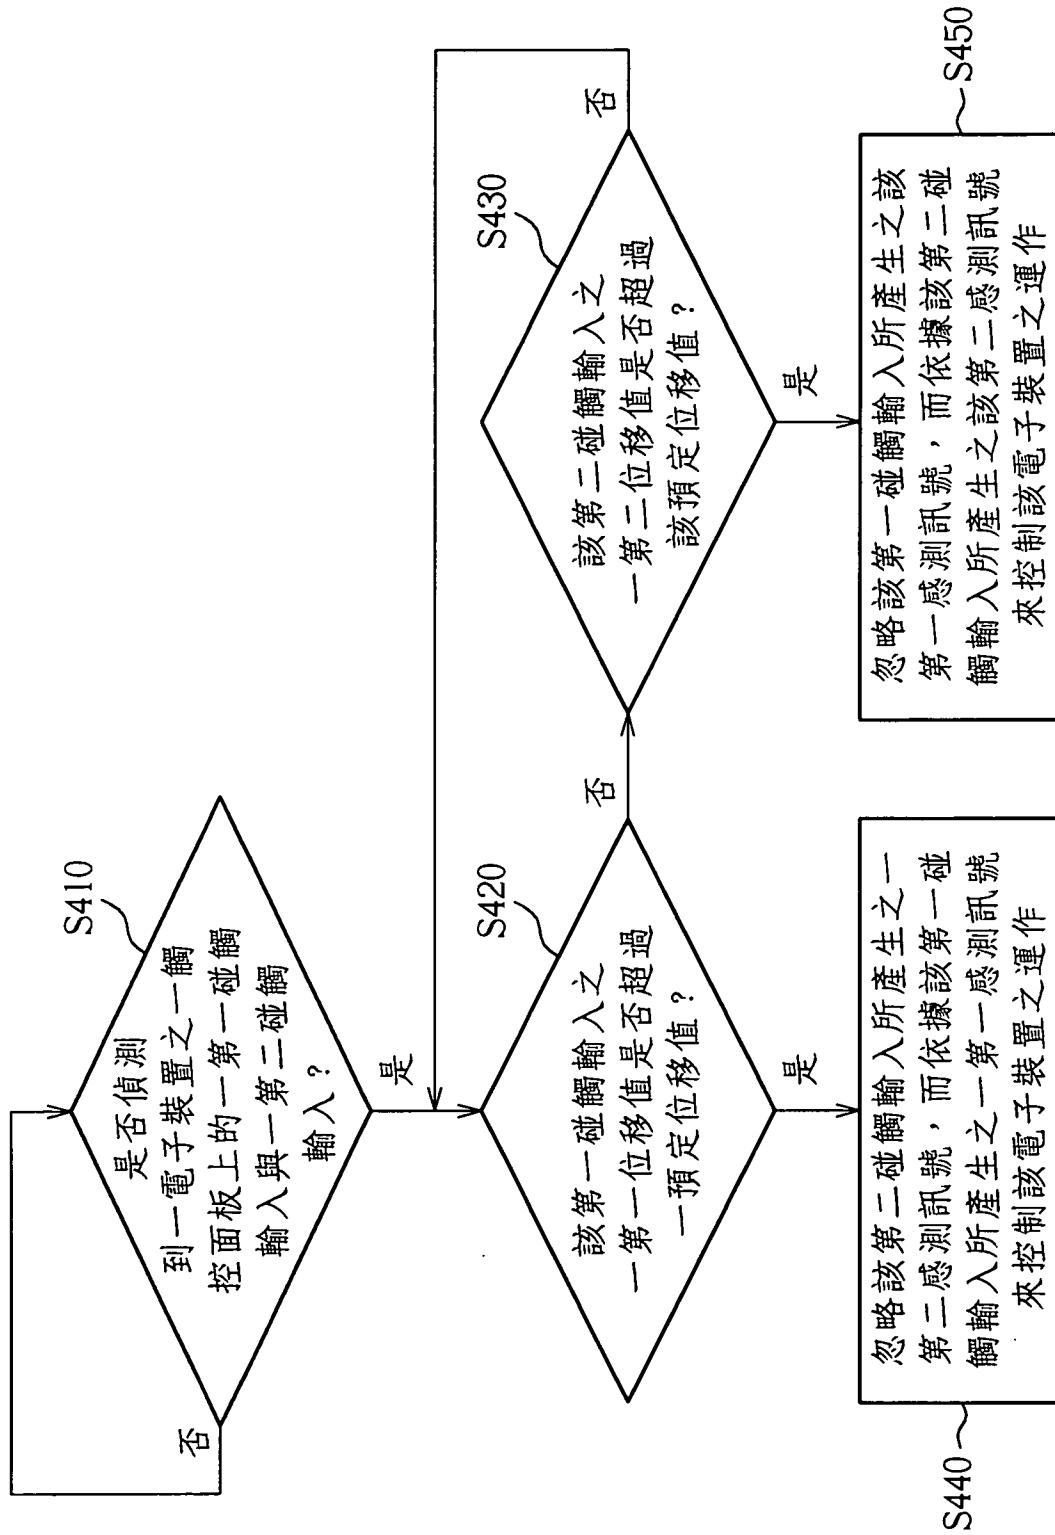 S410
是否偵測
到一電子裝置之一觸
控面板上的一第一碰觸
輸入與一第二碰觸
輸入？
否
是
S420
該第一碰觸輸入之
一第一位移值是否超過
一預定位移值？
否
是
S430
該第二碰觸輸入之
一第二位移值是否超過
該預定位移值？
否
是
S440
忽略該第二碰觸輸入所產生之一
第二感測訊號，而依據該第一碰
觸輸入所產生之一第一感測訊號
來控制該電子裝置之運作
S450
忽略該第一碰觸輸入所產生之該
第一感測訊號，而依據該第二碰
觸輸入所產生之該第二感測訊號
來控制該電子裝置之運作